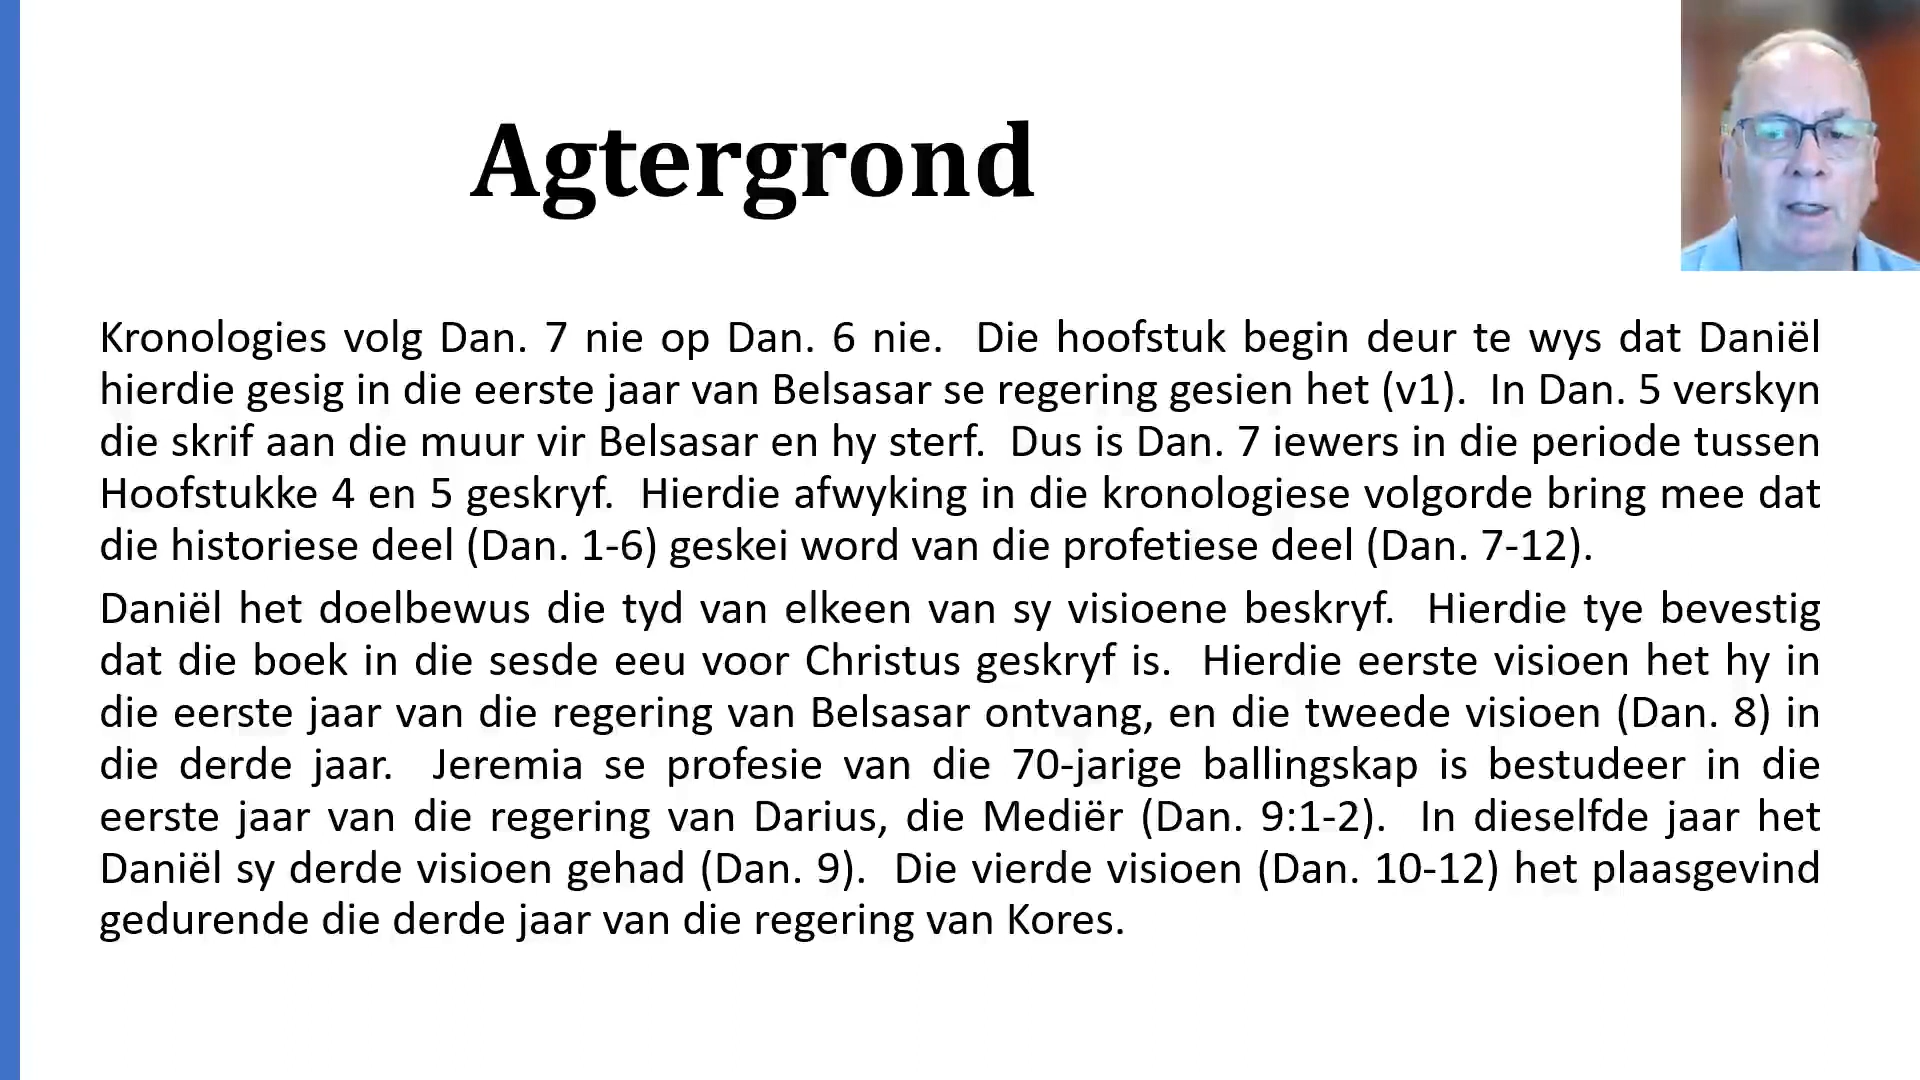 Agtergrond
Kronologies volg Dan. 7 nie op Dan. 6 nie.  Die hoofstuk begin deur te wys dat Daniël
hierdie gesig in die eerste jaar van Belsasar se regering gesien het (v1).  In Dan. 5 verskyn
die skrif aan die muur vir Belsasar en hy sterf.  Dus is Dan. 7 iewers in die periode tussen
Hoofstukke 4 en 5 geskryf.  Hierdie afwyking in die kronologiese volgorde bring mee dat
die historiese deel (Dan. 1-6) geskei word van die profetiese deel (Dan. 7-12).
Daniël het doelbewus die tyd van elkeen van sy visioene beskryf.  Hierdie tye bevestig
dat die boek in die sesde eeu voor Christus geskryf is.  Hierdie eerste visioen het hy in
die eerste jaar van die regering van Belsasar ontvang, en die tweede visioen (Dan. 8) in
die derde jaar.  Jeremia se profesie van die 70-jarige ballingskap is bestudeer in die
eerste jaar van die regering van Darius, die Mediër (Dan. 9:1-2).  In dieselfde jaar het
Daniël sy derde visioen gehad (Dan. 9).  Die vierde visioen (Dan. 10-12) het plaasgevind
gedurende die derde jaar van die regering van Kores.